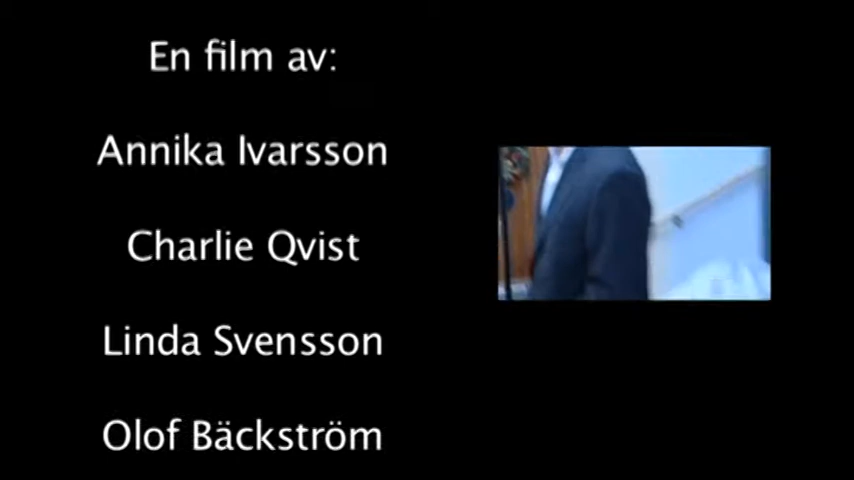 En film av:
Annika Ivarsson
Charlie Qvist
Linda Svensson
Olof Bäckström